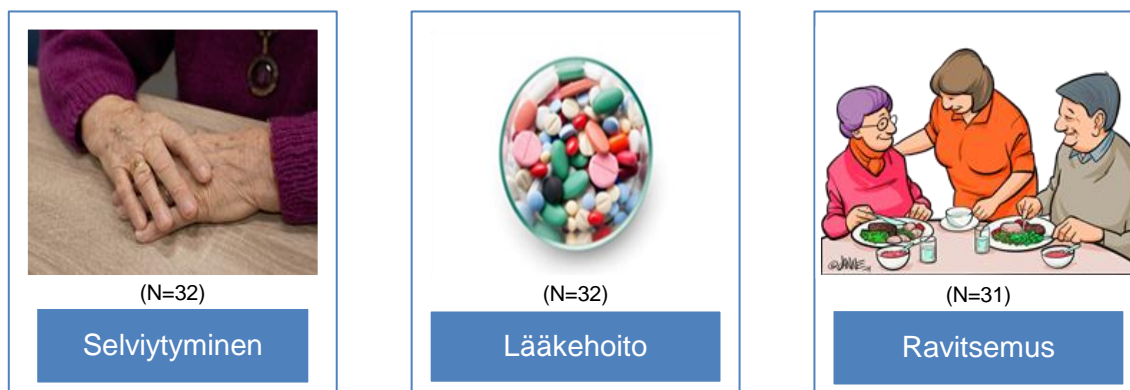 (N=32)
Selviytyminen
(N=32)
Lääkehoito
(N=31)
Ravitsemus